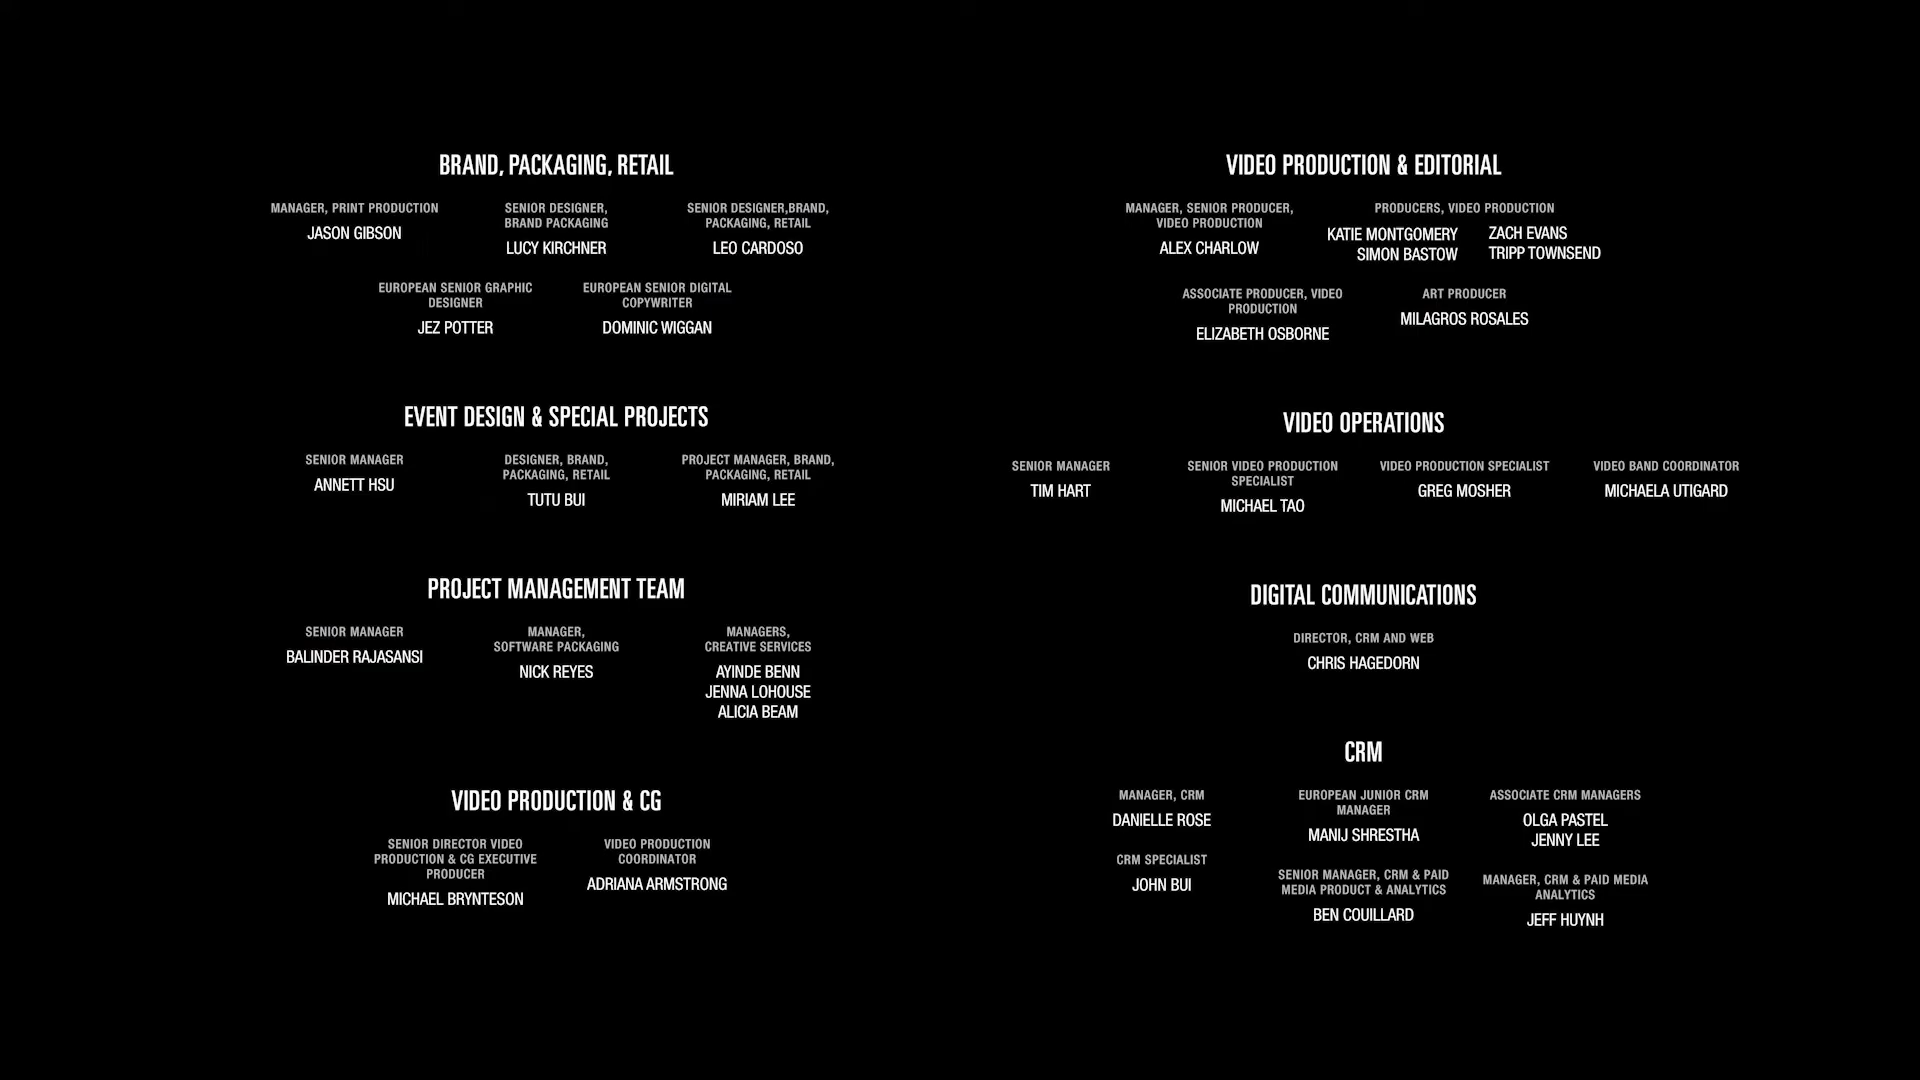 BRAND, PACKAGING, RETAIL
MANAGER, PRINT PRODUCTION
JASON GIBSON
SENIOR DESIGNER,
BRAND PACKAGING
LUCY KIRCHNER
SENIOR DESIGNER,BRAND,
PACKAGING, RETAIL
LEO CARDOSO
EUROPEAN SENIOR GRAPHIC
DESIGNER
JEZ POTTER
EUROPEAN SENIOR DIGITAL
COPYWRITER
DOMINIC WIGGAN
EVENT DESIGN & SPECIAL PROJECTS
SENIOR MANAGER
ANNETT HSU
DESIGNER, BRAND,
PACKAGING, RETAIL
TUTU BUI
PROJECT MANAGER, BRAND,
PACKAGING, RETAIL
MIRIAM LEE
PROJECT MANAGEMENT TEAM
SENIOR MANAGER
BALINDER RAJASANSI
MANAGER,
SOFTWARE PACKAGING
NICK REYES
MANAGERS,
CREATIVE SERVICES
AYINDE BENN
JENNA LOHOUSE
ALICIA BEAM
VIDEO PRODUCTION & CG
SENIOR DIRECTOR VIDEO
PRODUCTION & CG EXECUTIVE
PRODUCER
MICHAEL BRYNTESON
VIDEO PRODUCTION
COORDINATOR
ADRIANA ARMSTRONG
VIDEO PRODUCTION & EDITORIAL
MANAGER, SENIOR PRODUCER,
VIDEO PRODUCTION
ALEX CHARLOW
PRODUCERS, VIDEO PRODUCTION
KATIE MONTGOMERY
SIMON BASTOW
ZACH EVANS
TRIPP TOWNSEND
ASSOCIATE PRODUCER, VIDEO
PRODUCTION
ELIZABETH OSBORNE
ART PRODUCER
MILAGROS ROSALES
VIDEO OPERATIONS
SENIOR MANAGER
TIM HART
SENIOR VIDEO PRODUCTION
SPECIALIST
MICHAEL TAO
VIDEO PRODUCTION SPECIALIST
GREG MOSHER
VIDEO BAND COORDINATOR
MICHAELA UTIGARD
DIGITAL COMMUNICATIONS
DIRECTOR, CRM AND WEB
CHRIS HAGEDORN
CRM
MANAGER, CRM
DANIELLE ROSE
EUROPEAN JUNIOR CRM
MANAGER
MANIJ SHRESTHA
ASSOCIATE CRM MANAGERS
OLGA PASTEL
JENNY LEE
CRM SPECIALIST
JOHN BUI
SENIOR MANAGER, CRM & PAID
MEDIA PRODUCT & ANALYTICS
BEN COUILLARD
MANAGER, CRM & PAID MEDIA
ANALYTICS
JEFF HUYNH